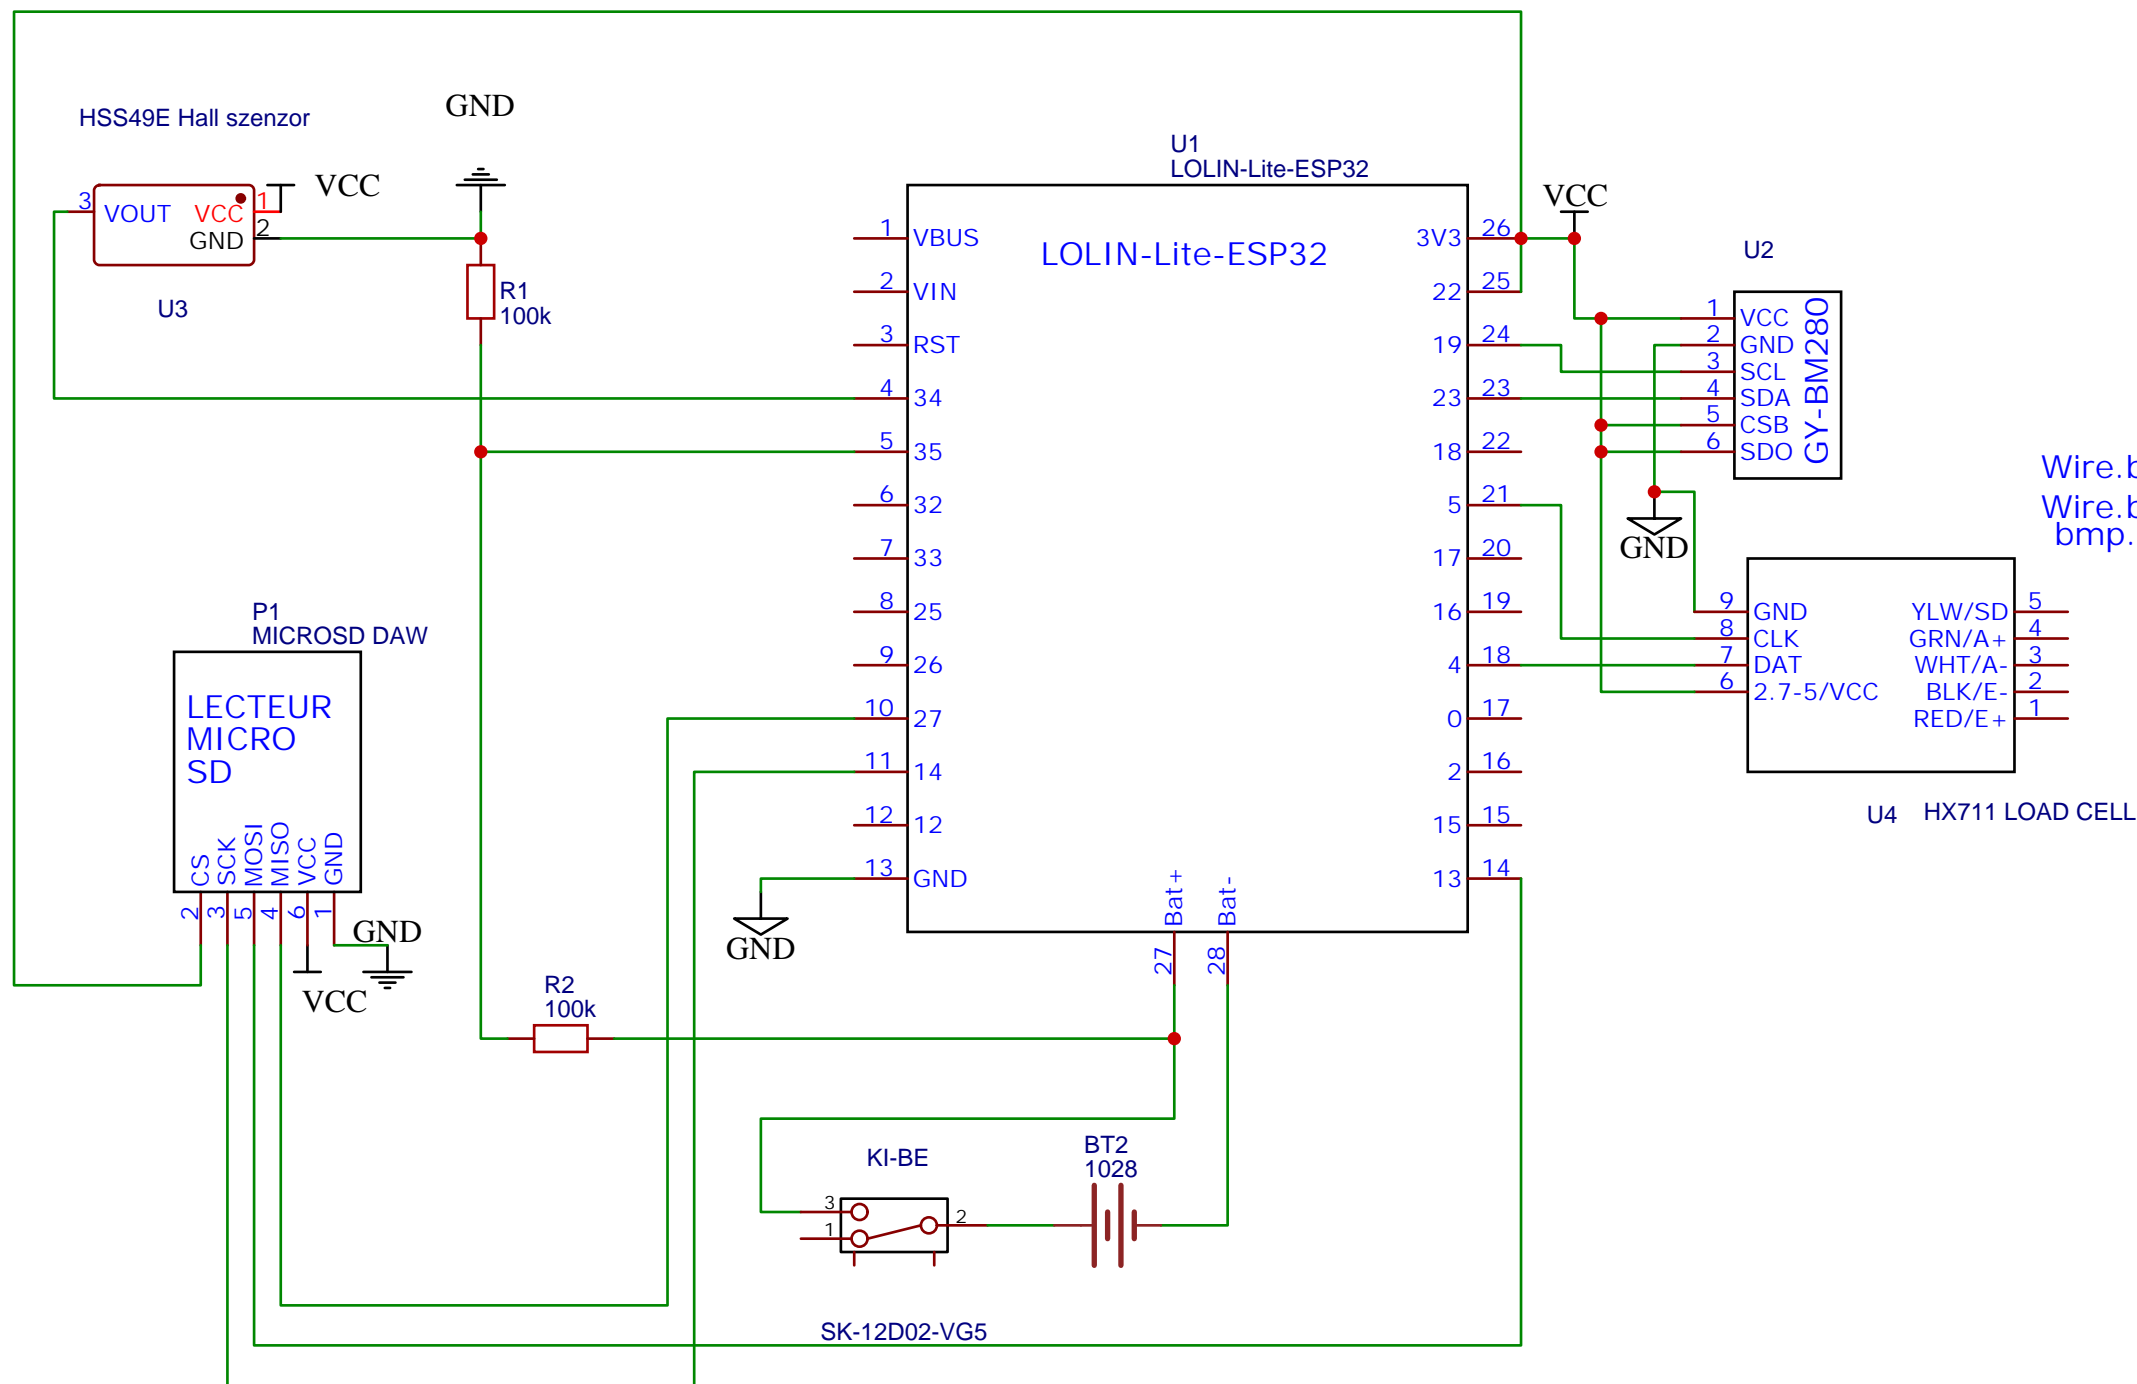 HSS49E Hall szenzor
GND
VCC
3
VOUT
VCC
1
GND
2
U3
R1
100k
U1
LOLIN-Lite-ESP32
LOLIN-Lite-ESP32
1 VBUS
2 VIN
3 RST
4 34
5 35
6 32
7 33
8 25
9 26
10 27
11 14
12 12
13 GND
3V3 26
22 25
19 24
23 23
18 22
5 21
17 20
16 19
4 18
0 17
2 16
15 15
13 14
Bat+
Bat-
27
28
GND
VCC
U2
1 VCC
2 GND
3 SCL
4 SDA
5 CSB
6 SDO
GY-BM280
GND
Wire.b
Wire.b
bmp.
9 GND
8 CLK
7 DAT
6 2.7-5/VCC
YLW/SD 5
GRN/A+ 4
WHT/A- 3
BLK/E- 2
RED/E+ 1
U4 HX711 LOAD CELL
P1
MICROSD DAW
LECTEUR
MICRO
SD
CS
SCK
MOSI
MISO
VCC
GND
2
3
5
4
6
1
GND
VCC
R2
100k
KI-BE
3
1
2
BT2
1028
SK-12D02-VG5